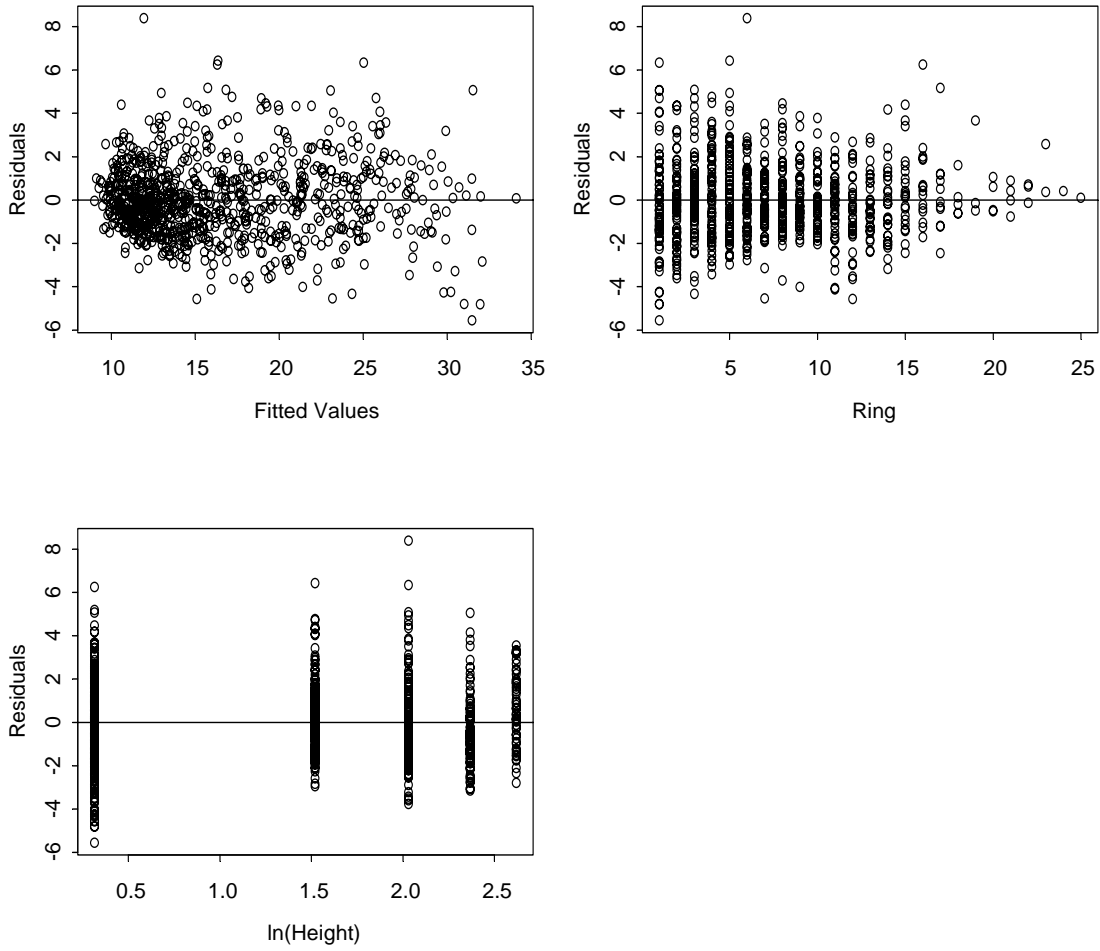 Residuals
-6 -4 -2 0 2 4 6 8
10 15 20 25 30 35
Fitted Values
Residuals
-6 -4 -2 0 2 4 6 8
5 10 15 20 25
Ring
Residuals
-6 -4 -2 0 2 4 6 8
0.5 1.0 1.5 2.0 2.5
ln(Height)